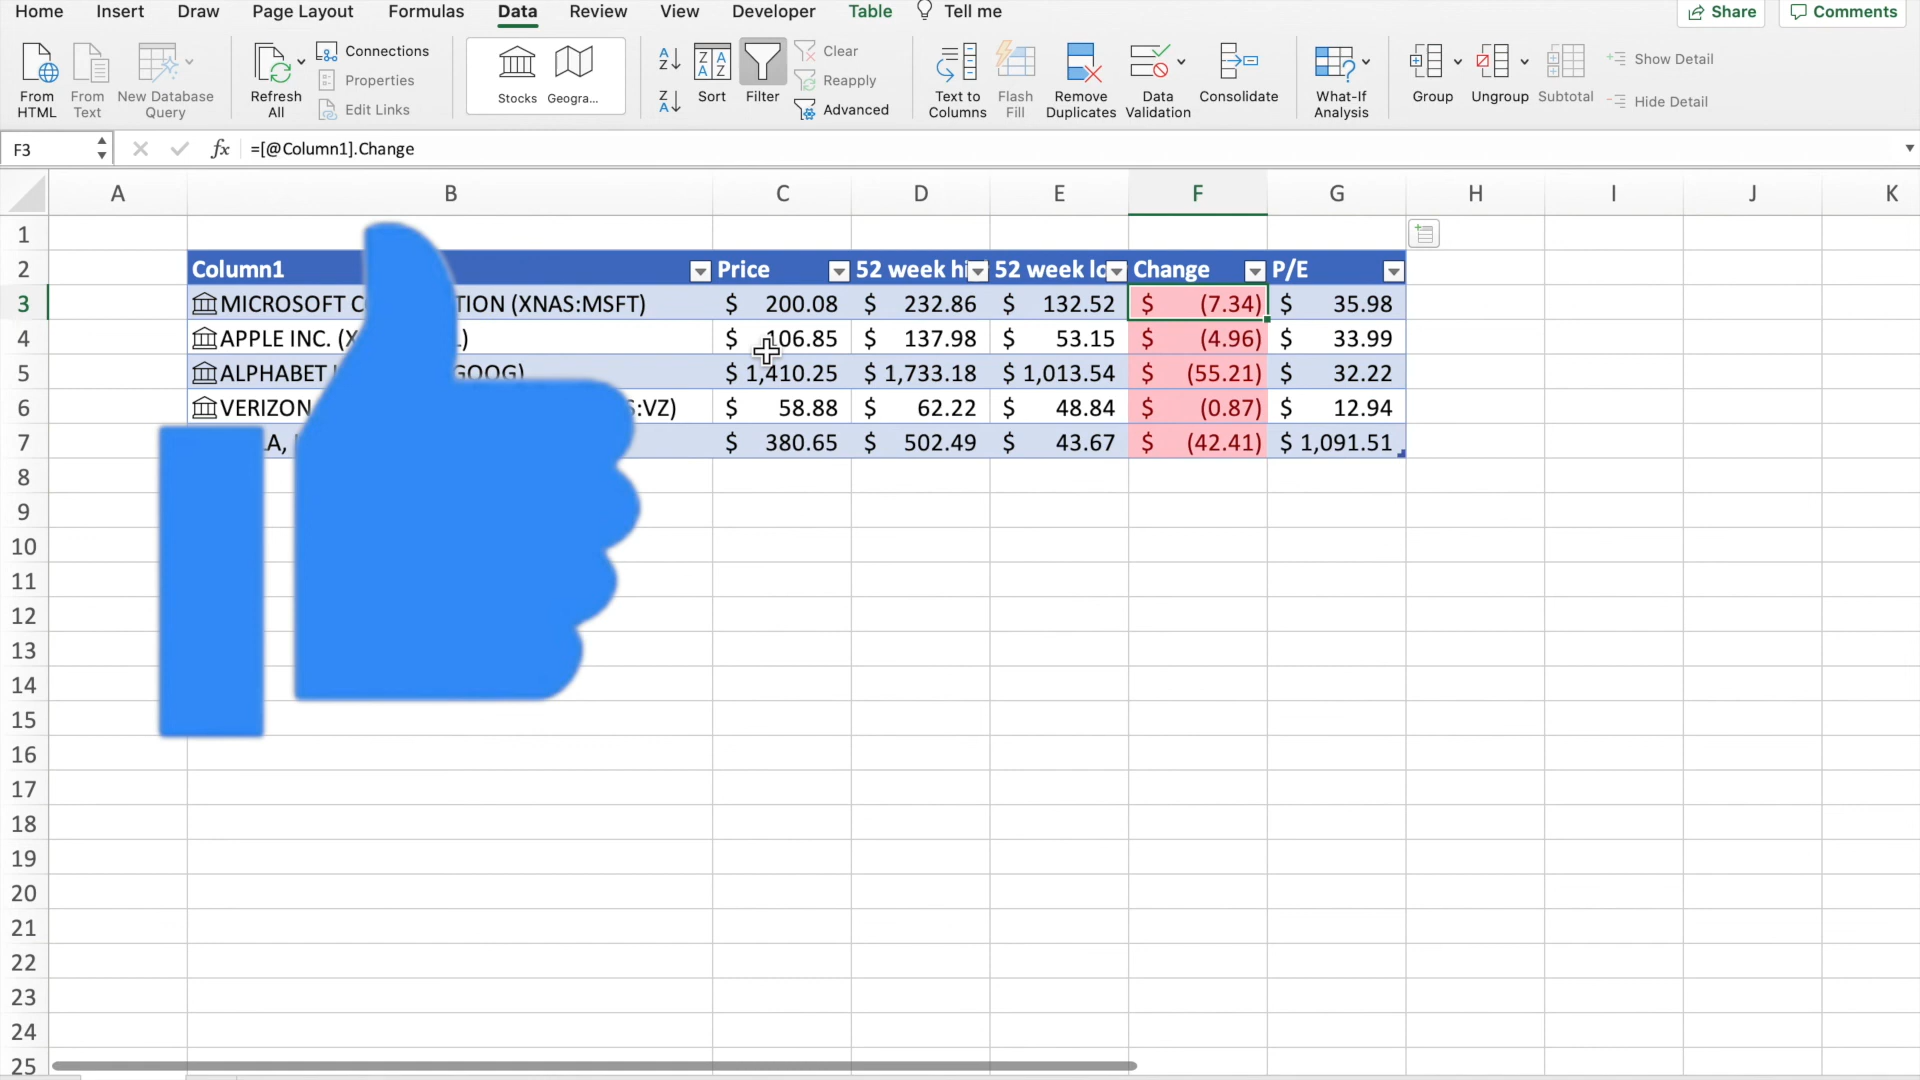 Home Insert Draw Page Layout Formulas Data Review View Developer Table Tell me Share Comments
From HTML From Text New Database Query Refresh All Connections Properties Edit Links Stocks Geogra... Sort Filter Clear Reapply Advanced Text to Columns Flash Fill Remove Duplicates Data Validation Consolidate What-If Analysis Group Ungroup Subtotal Show Detail Hide Detail
F3 fx =[@Column1].Change
A B C D E F G H I J K
1
2 Column1 Price 52 week hi 52 week lo Change P/E
3 MICROSOFT C TION (XNAS:MSFT) $ 200.08 $ 232.86 $ 132.52 $ (7.34) $ 35.98
4 APPLE INC. (X L) $ 106.85 $ 137.98 $ 53.15 $ (4.96) $ 33.99
5 ALPHABET GOOG) $ 1,410.25 $ 1,733.18 $ 1,013.54 $ (55.21) $ 32.22
6 VERIZON S:VZ) $ 58.88 $ 62.22 $ 48.84 $ (0.87) $ 12.94
7 LA, $ 380.65 $ 502.49 $ 43.67 $ (42.41) $ 1,091.51
8
9
10
11
12
13
14
15
16
17
18
19
20
21
22
23
24
25